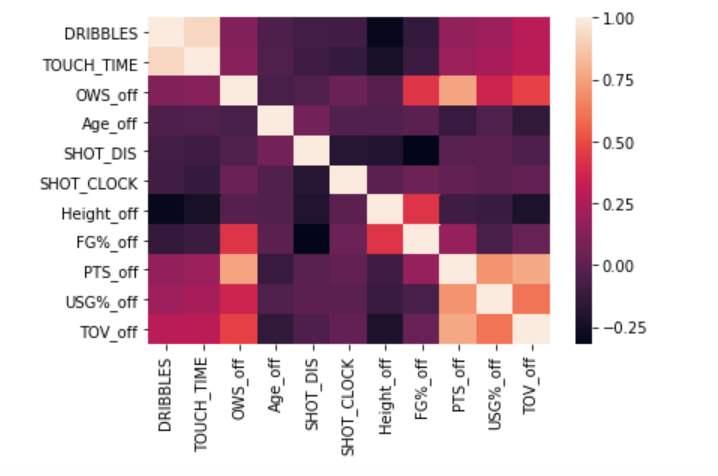 DRIBBLES
TOUCH_TIME
OWS_off
Age_off
SHOT_DIS
SHOT_CLOCK
Height_off
FG%_off
PTS_off
USG%_off
TOV_off
1.00
0.75
0.50
0.25
0.00
−0.25
DRIBBLES
TOUCH_TIME
OWS_off
Age_off
SHOT_DIS
SHOT_CLOCK
Height_off
FG%_off
PTS_off
USG%_off
TOV_off